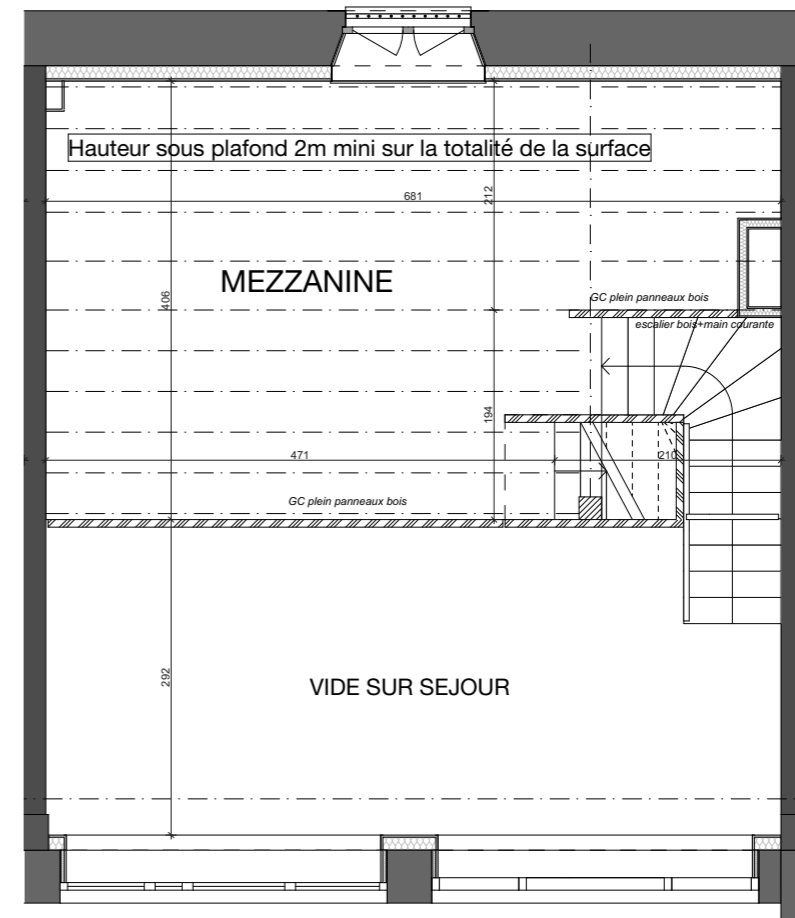 Hauteur sous plafond 2m mini sur la totalité de la surface
681
212
MEZZANINE
406
GC plein panneaux bois
escalier bois+main courante
194
471
210
GC plein panneaux bois
292
VIDE SUR SEJOUR